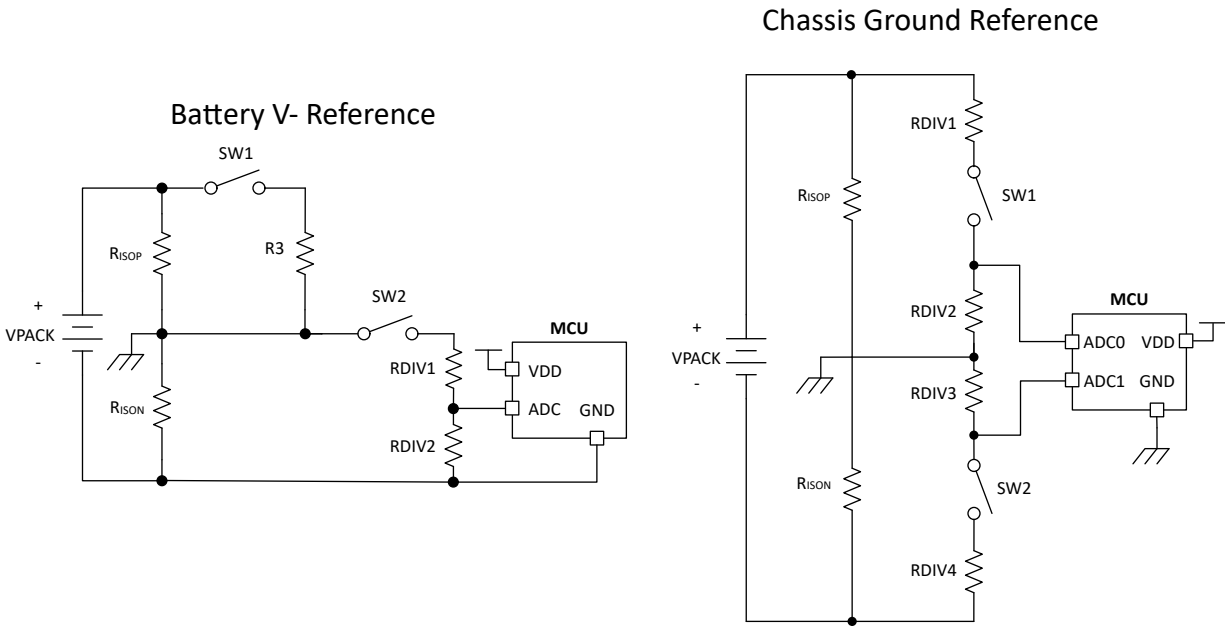 Chassis Ground Reference
Battery V- Reference
SW1
RISOP
R3
SW2
+
VPACK
-
MCU
VDD
RDIV1
ADC
GND
RISON
RDIV2
RDIV1
SW1
RISOP
RDIV2
MCU
+
VPACK
-
ADC0
VDD
ADC1
GND
RDIV3
RISON
SW2
RDIV4